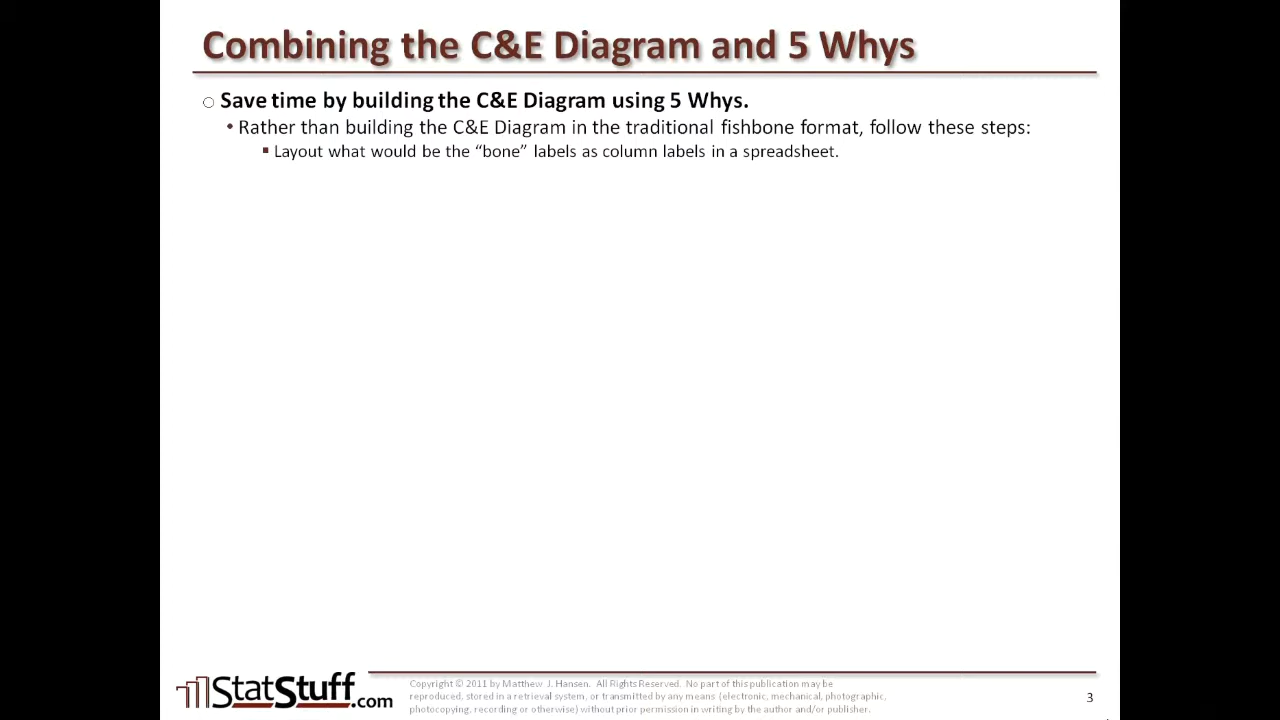 Combining the C&E Diagram and 5 Whys
Save time by building the C&E Diagram using 5 Whys.
Rather than building the C&E Diagram in the traditional fishbone format, follow these steps:
Layout what would be the “bone” labels as column labels in a spreadsheet.
StatStuff.com
Copyright © 2011 by Matthew J. Hansen. All Rights Reserved. No part of this publication may be
reproduced, stored in a retrieval system, or transmitted by any means (electronic, mechanical, photographic,
photocopying, recording or otherwise) without prior permission in writing by the author and/or publisher.
3